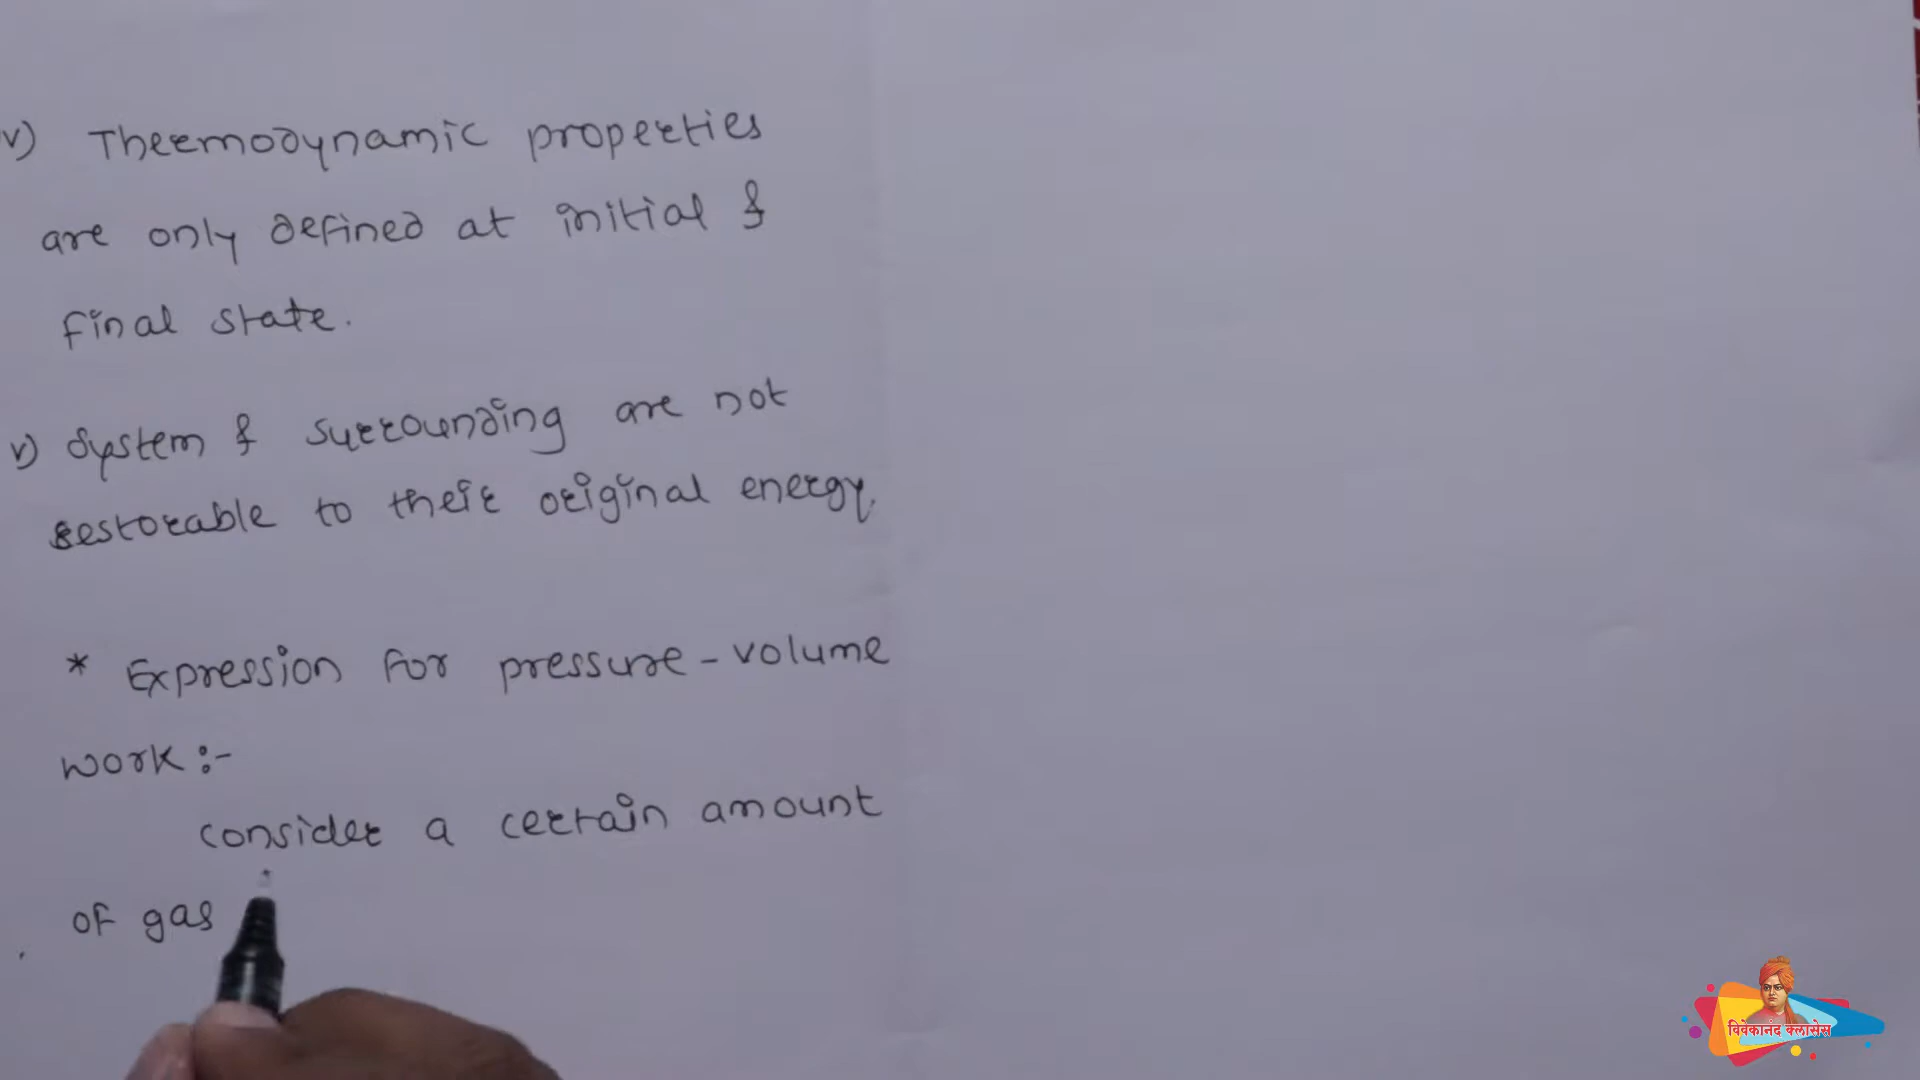 v) Thermodynamic properties
are only defined at initial &
final state.
v) System & surrounding are not
restorable to their original energy.
* Expression for pressure-volume
work:-
consider a certain amount
of gas
विवेकानंद क्लासेस